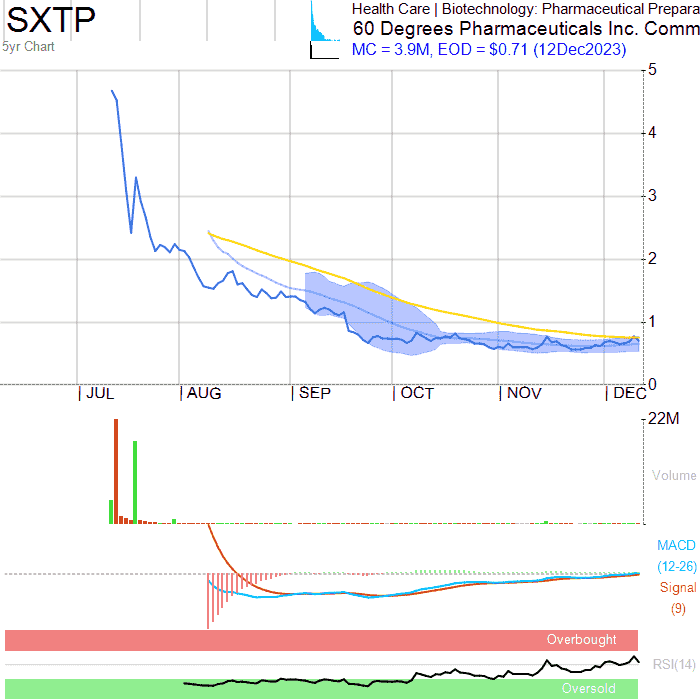 SXTP
5yr Chart
Health Care | Biotechnology: Pharmaceutical Prepara
60 Degrees Pharmaceuticals Inc. Comm
MC = 3.9M, EOD = $0.71 (12Dec2023)
5
4
3
2
1
0
| JUL | AUG | SEP | OCT | NOV | DEC
22M
Volume
MACD
(12-26)
Signal
(9)
Overbought
RSI(14)
Oversold